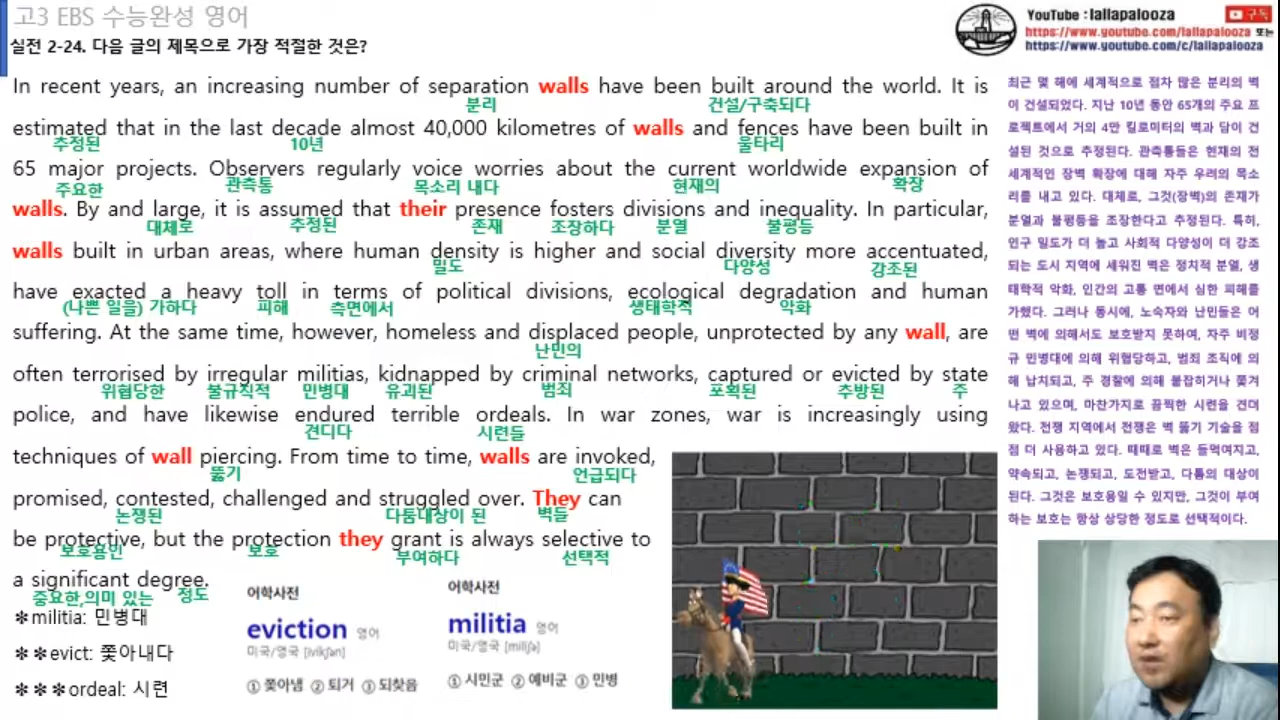 고3 EBS 수능완성 영어
실전 2-24. 다음 글의 제목으로 가장 적절한 것은?
YouTube : lallapalooza
구독
https://www.youtube.com/lallapalooza 또는
https://www.youtube.com/c/lallapalooza
In recent years, an increasing number of separation walls have been built around the world. It is
분리 건설/구축되다
estimated that in the last decade almost 40,000 kilometres of walls and fences have been built in
추정된 10년 울타리
65 major projects. Observers regularly voice worries about the current worldwide expansion of
주요한 관측통 목소리 내다 현재의 확장
walls. By and large, it is assumed that their presence fosters divisions and inequality. In particular,
대체로 추정된 존재 조장하다 분열 불평등
walls built in urban areas, where human density is higher and social diversity more accentuated,
밀도 다양성 강조된
have exacted a heavy toll in terms of political divisions, ecological degradation and human
(나쁜 일을) 가하다 피해 측면에서 생태학적 악화
suffering. At the same time, however, homeless and displaced people, unprotected by any wall, are
난민의
often terrorised by irregular militias, kidnapped by criminal networks, captured or evicted by state
위협당한 불규직적 민병대 유괴된 범죄 포획된 추방된 주
police, and have likewise endured terrible ordeals. In war zones, war is increasingly using
견디다 시련들
techniques of wall piercing. From time to time, walls are invoked,
뚫기 언급되다
promised, contested, challenged and struggled over. They can
논쟁된 다툼대상이 된 벽들
be protective, but the protection they grant is always selective to
보호용인 보호 부여하다 선택적
a significant degree.
중요한,의미 있는 정도
*militia: 민병대
**evict: 쫓아내다
***ordeal: 시련
어학사전
eviction 영어
미국/영국 [ivíkʃən]
① 쫓아냄 ② 퇴거 ③ 되찾음
어학사전
militia 영어
미국/영국 [milíʃə]
① 시민군 ② 예비군 ③ 민병
최근 몇 해에 세계적으로 점차 많은 분리의 벽
이 건설되었다. 지난 10년 동안 65개의 주요 프
로젝트에서 거의 4만 킬로미터의 벽과 담이 건
설된 것으로 추정된다. 관측통들은 현재의 전
세계적인 장벽 확장에 대해 자주 우려의 목소
리를 내고 있다. 대체로, 그것(장벽)의 존재가
분열과 불평등을 조장한다고 추정된다. 특히,
인구 밀도가 더 높고 사회적 다양성이 더 강조
되는 도시 지역에 세워진 벽은 정치적 분열, 생
태학적 악화, 인간의 고통 면에서 심한 피해를
가했다. 그러나 동시에, 노숙자와 난민들은 어
떤 벽에 의해서도 보호받지 못하여, 자주 비정
규 민병대에 의해 위협당하고, 범죄 조직에 의
해 납치되고, 주 경찰에 의해 붙잡히거나 쫓겨
나고 있으며, 마찬가지로 끔찍한 시련을 견뎌
왔다. 전쟁 지역에서 전쟁은 벽 뚫기 기술을 점
점 더 사용하고 있다. 때때로 벽은 들먹여지고,
약속되고, 논쟁되고, 도전받고, 다툼의 대상이
된다. 그것은 보호용일 수 있지만, 그것이 부여
하는 보호는 항상 상당한 정도로 선택적이다.